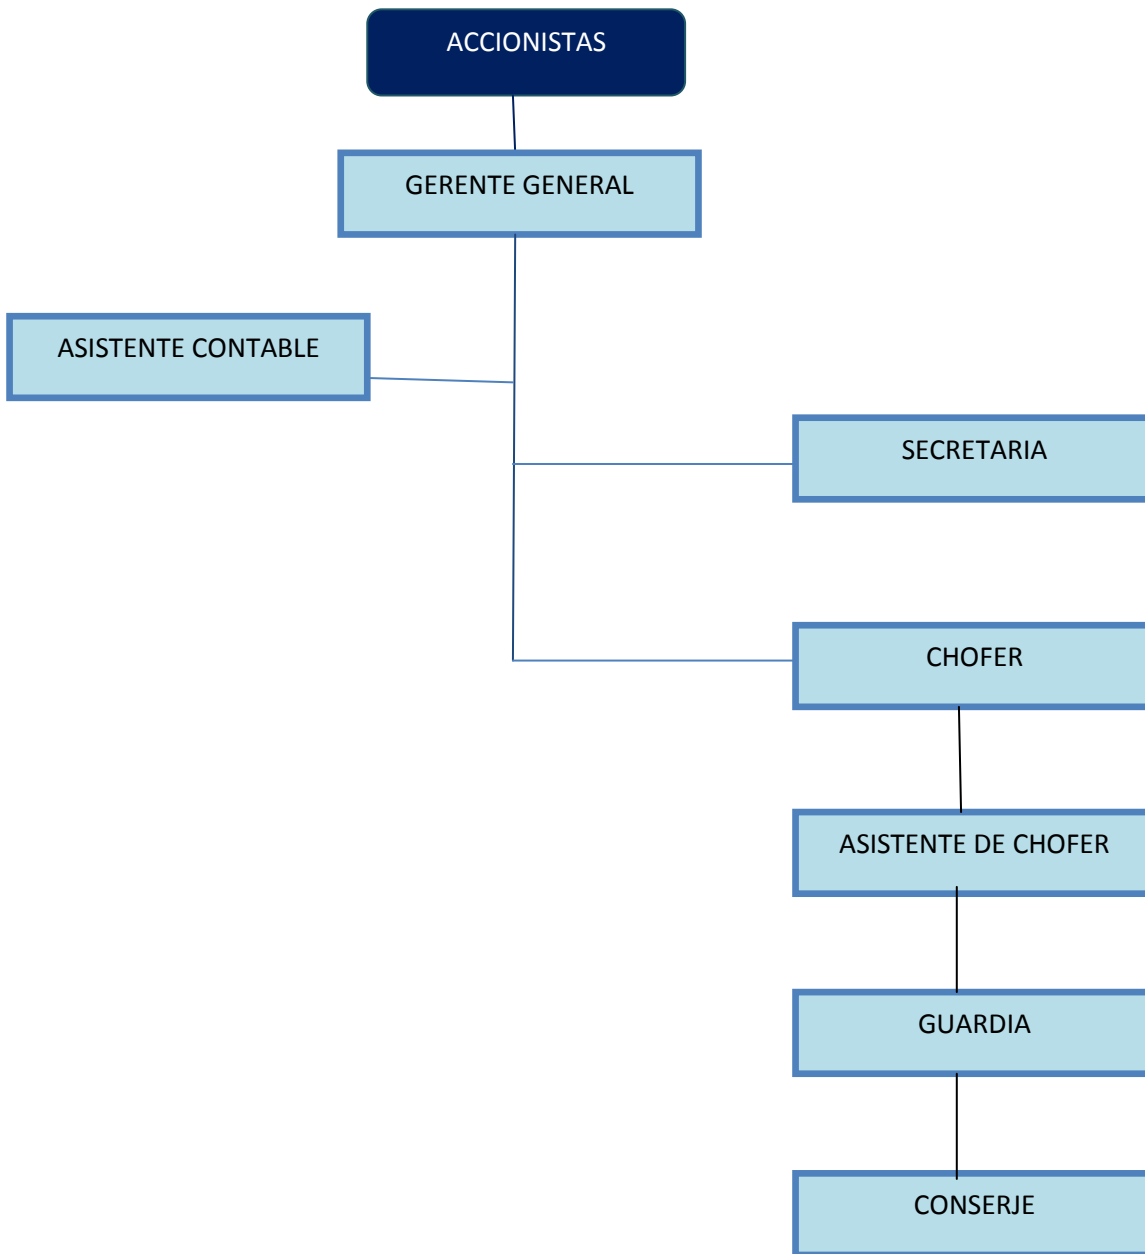 ACCIONISTAS
GERENTE GENERAL
ASISTENTE CONTABLE
SECRETARIA
CHOFER
ASISTENTE DE CHOFER
GUARDIA
CONSERJE